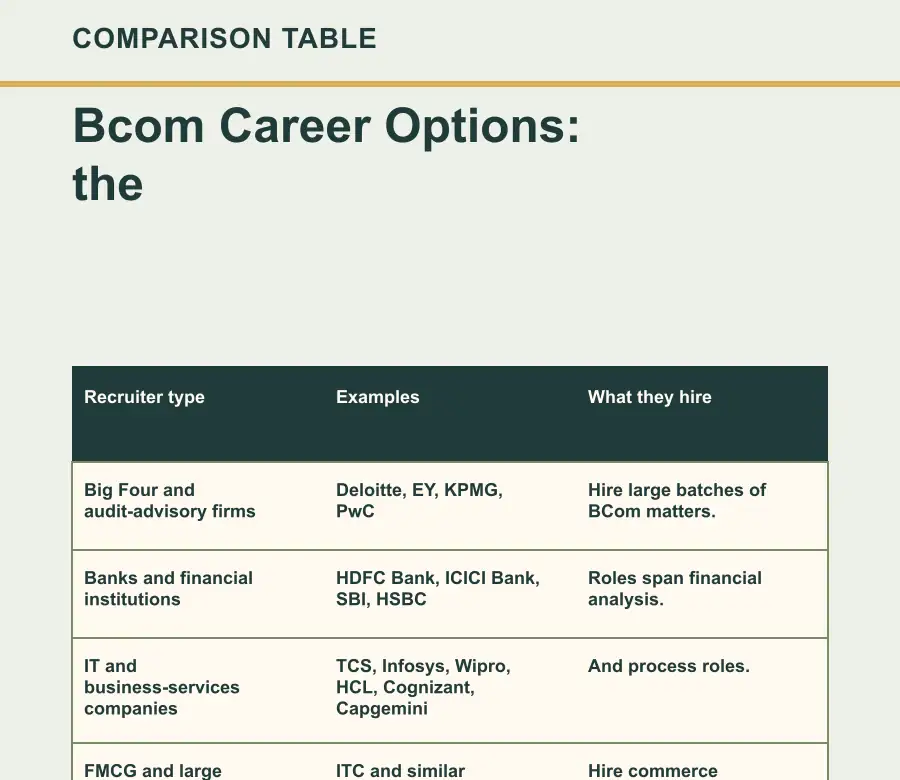 COMPARISON TABLE
Bcom Career Options:
the
Recruiter type
Examples
What they hire
Big Four and
audit-advisory firms
Deloitte, EY, KPMG,
PwC
Hire large batches of
BCom matters.
Banks and financial
institutions
HDFC Bank, ICICI Bank,
SBI, HSBC
Roles span financial
analysis.
IT and
business-services
companies
TCS, Infosys, Wipro,
HCL, Cognizant,
Capgemini
And process roles.
FMCG and large
ITC and similar
Hire commerce